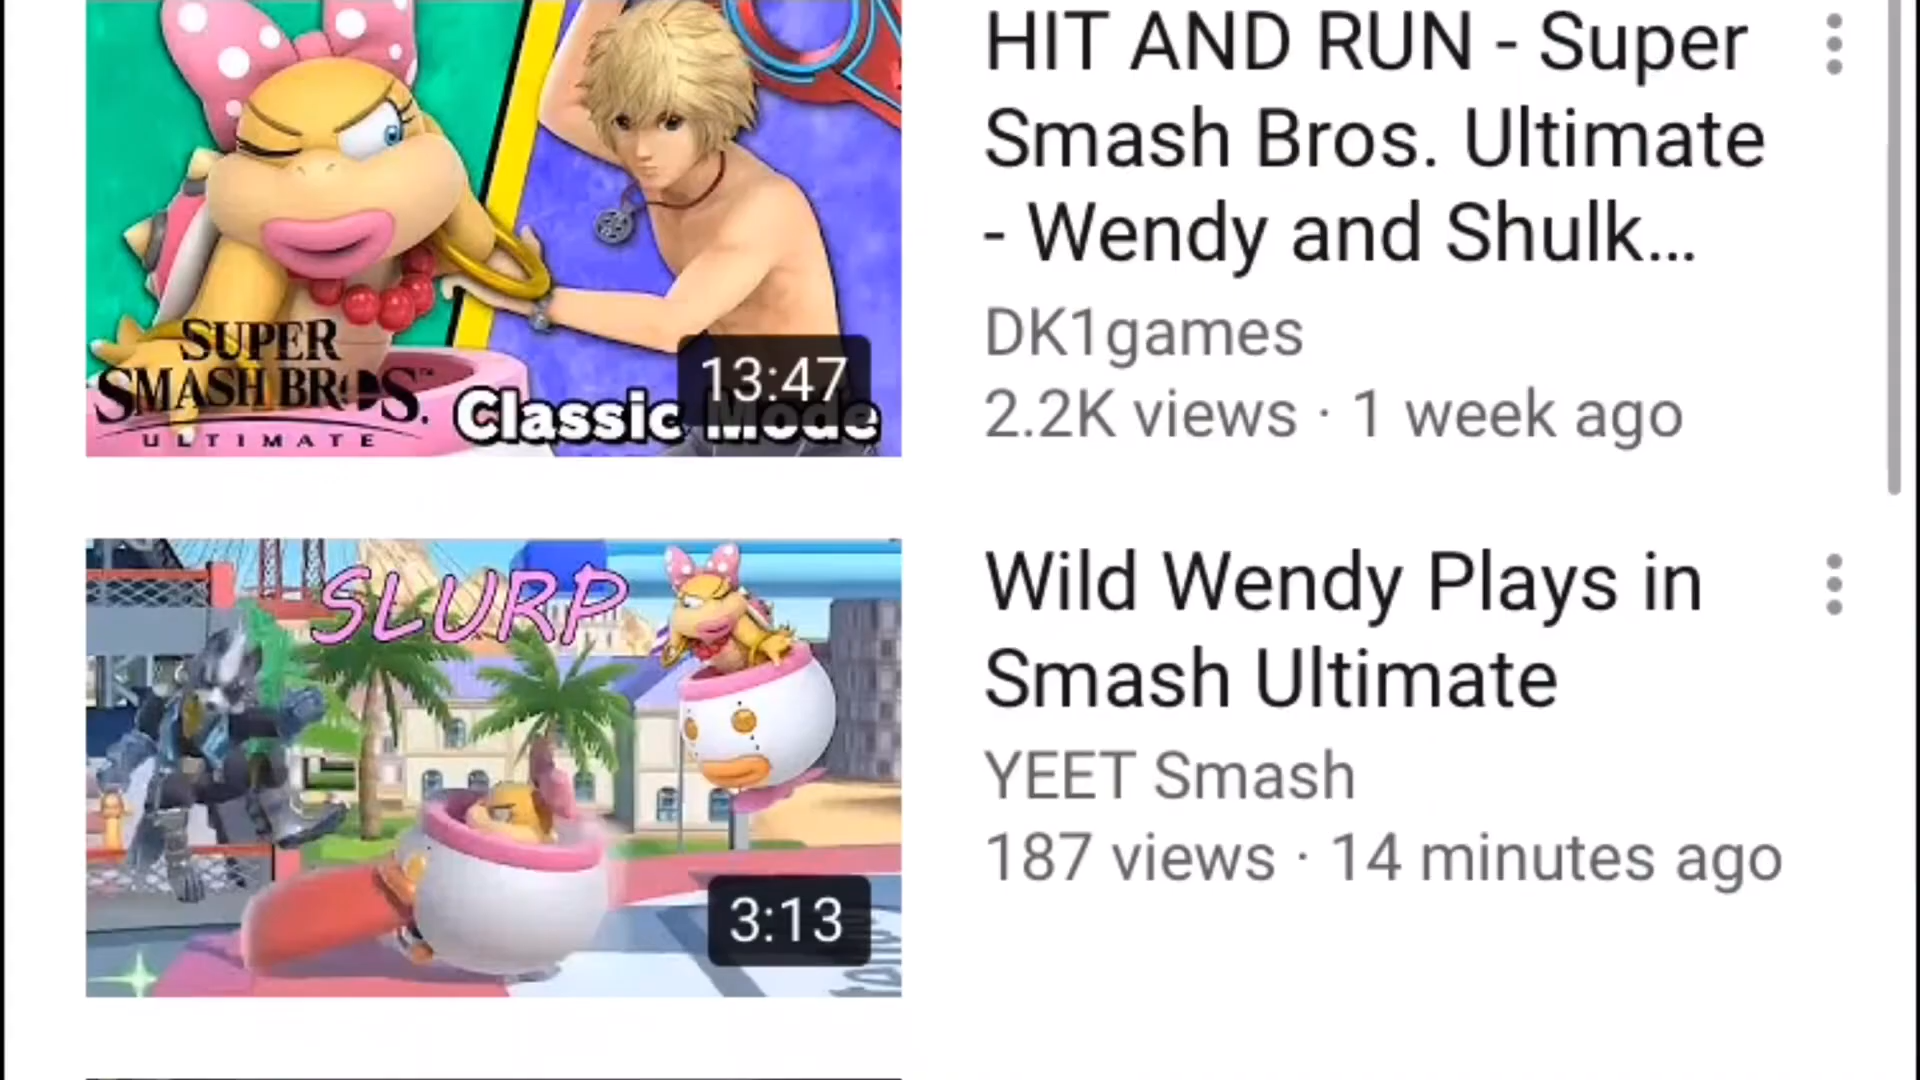 HIT AND RUN - Super
Smash Bros. Ultimate
- Wendy and Shulk...
DK1games
2.2K views · 1 week ago
SUPER
SMASH BROS.™
ULTIMATE
Classic Mode
13:47
Wild Wendy Plays in
Smash Ultimate
YEET Smash
187 views · 14 minutes ago
SLURP
3:13